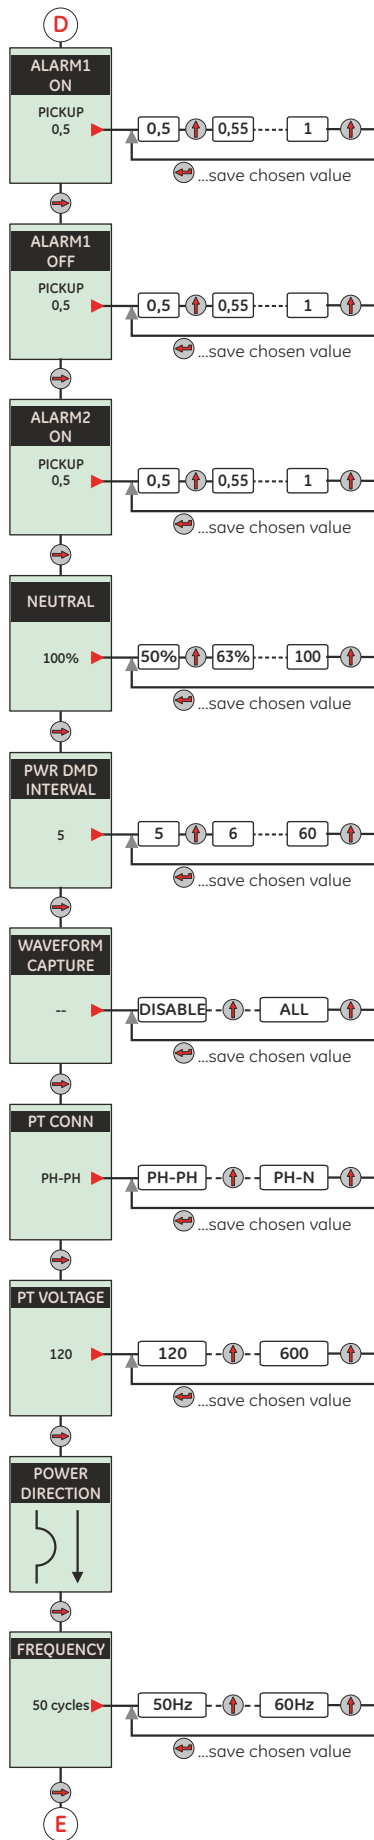 D
ALARM1
ON
PICKUP
0,5
0,5 0,55 1
...save chosen value
ALARM1
OFF
PICKUP
0,5
0,5 0,55 1
...save chosen value
ALARM2
ON
PICKUP
0,5
0,5 0,55 1
...save chosen value
NEUTRAL
100%
50% 63% 100
...save chosen value
PWR DMD
INTERVAL
5
5 6 60
...save chosen value
WAVEFORM
CAPTURE
--
DISABLE ALL
...save chosen value
PT CONN
PH-PH
PH-PH PH-N
...save chosen value
PT VOLTAGE
120
120 600
...save chosen value
POWER
DIRECTION
FREQUENCY
50 cycles
50Hz 60Hz
...save chosen value
E